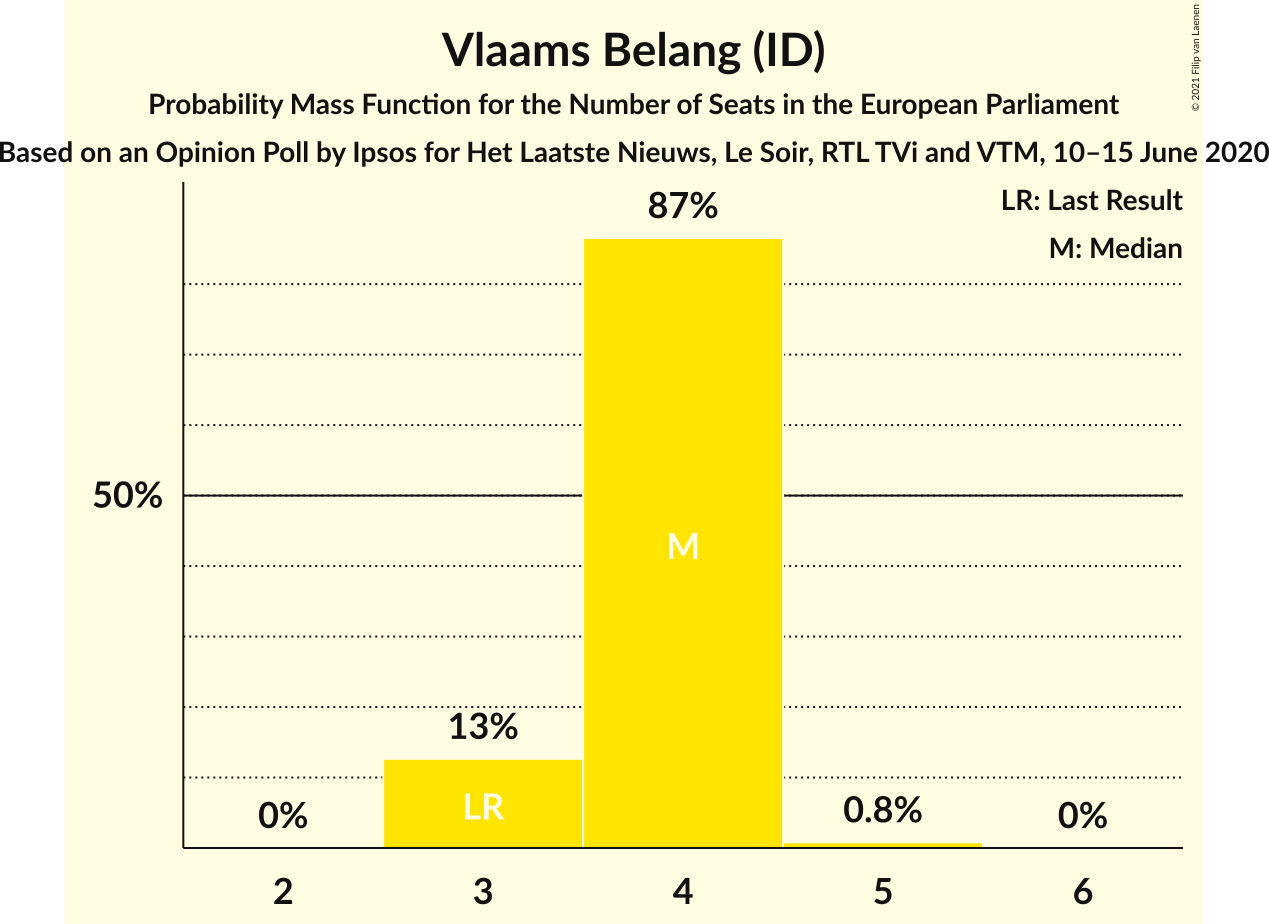 Vlaams Belang (ID)
Probability Mass Function for the Number of Seats in the European Parliament
Based on an Opinion Poll by Ipsos for Het Laatste Nieuws, Le Soir, RTL TVi and VTM, 10–15 June 2020
© 2021 Filip van Laenen
LR: Last Result
M: Median
87%
50%
M
13%
LR
0%
0.8%
0%
2 3 4 5 6